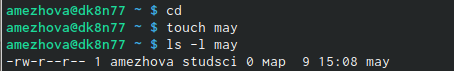 amezhova@dk8n77 ~ $ cd
amezhova@dk8n77 ~ $ touch may
amezhova@dk8n77 ~ $ ls -l may
-rw-r--r-- 1 amezhova studsci 0 мар  9 15:08 may